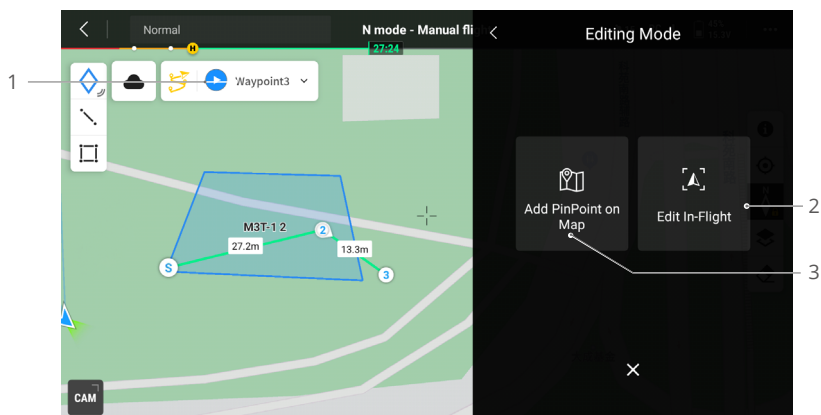 Normal
N mode - Manual fli
Editing Mode
H
27:24
1
Waypoint3
M3T-1 2
27.2m
2
13.3m
S
3
Add PinPoint on
Map
Edit In-Flight
2
3
CAM